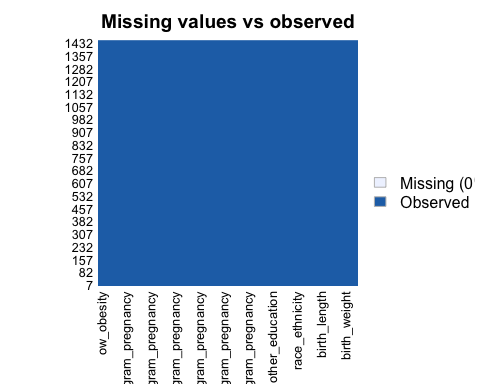 Missing values vs observed
1432
1357
1282
1207
1132
1057
982
907
832
757
682
607
532
457
382
307
232
157
82
7
Missing (0
Observed
ow_obesity
gram_pregnancy
gram_pregnancy
gram_pregnancy
gram_pregnancy
gram_pregnancy
gram_pregnancy
other_education
race_ethnicity
birth_length
birth_weight